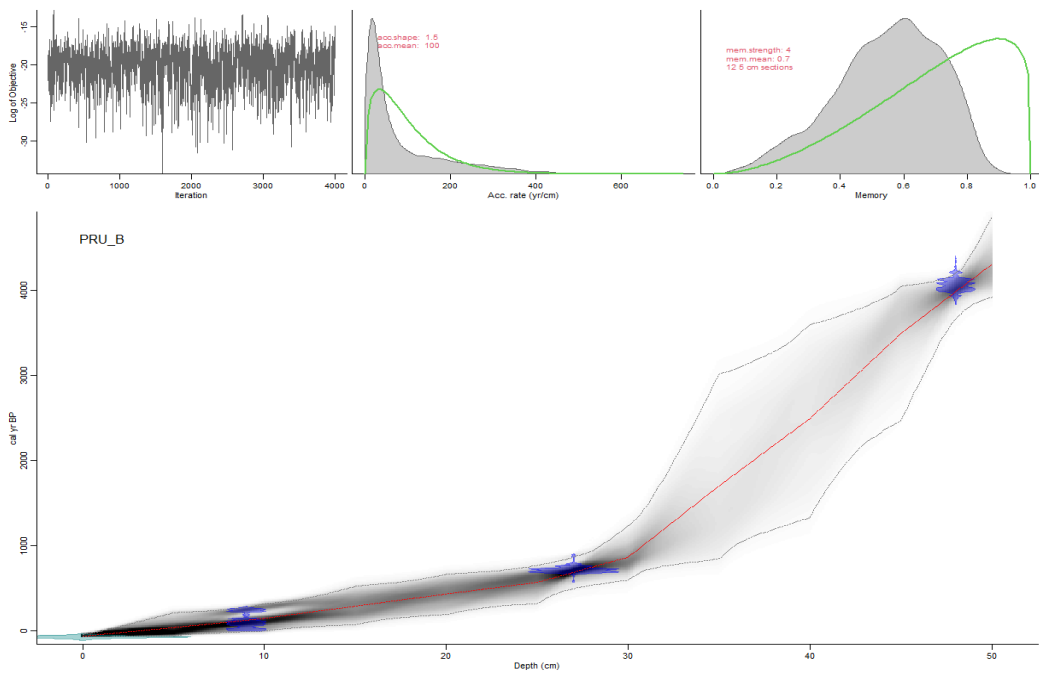 -15
-20
-25
-30
Log of Objective
0 1000 2000 3000 4000
Iteration
acc.shape: 1.5
acc.mean: 100
0 200 400 600
Acc. rate (yr/cm)
mem.strength: 4
mem.mean: 0.7
12 5 cm sections
0.0 0.2 0.4 0.6 0.8 1.0
Memory
PRU_B
4000
3000
2000
1000
0
cal yr BP
0 10 20 30 40 50
Depth (cm)